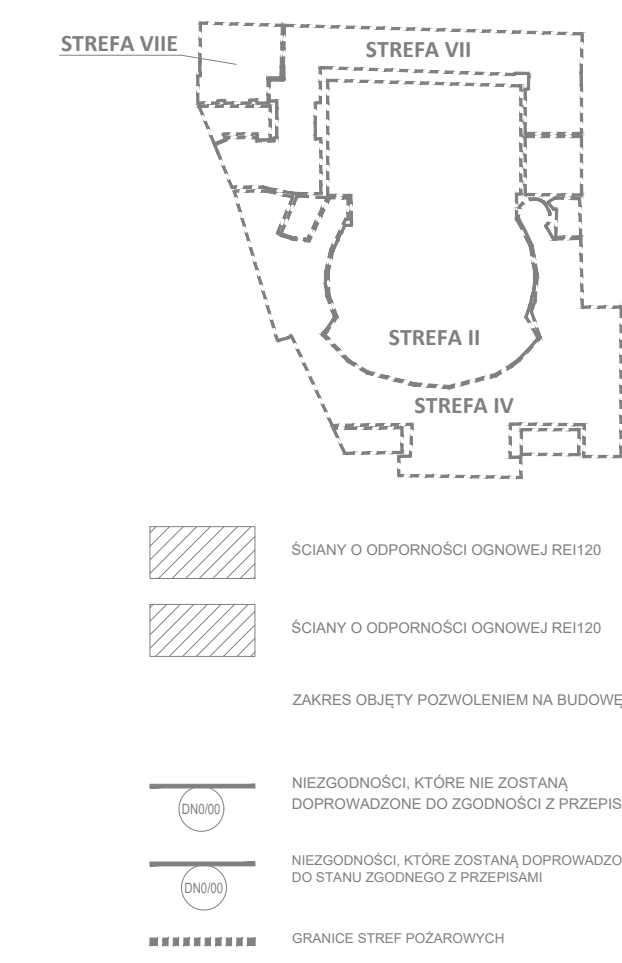 STREFA VIIE
STREFA VII
STREFA II
STREFA IV
ŚCIANY O ODPORNOŚCI OGNOWEJ REI120
ŚCIANY O ODPORNOŚCI OGNOWEJ REI120
ZAKRES OBJĘTY POZWOLENIEM NA BUDOWĘ
NIEZGODNOŚCI, KTÓRE NIE ZOSTANĄ
DOPROWADZONE DO ZGODNOŚCI Z PRZEPIS
DN0/00
NIEZGODNOŚCI, KTÓRE ZOSTANĄ DOPROWADZO
DO STANU ZGODNEGO Z PRZEPISAMI
DN0/00
GRANICE STREF POŻAROWYCH